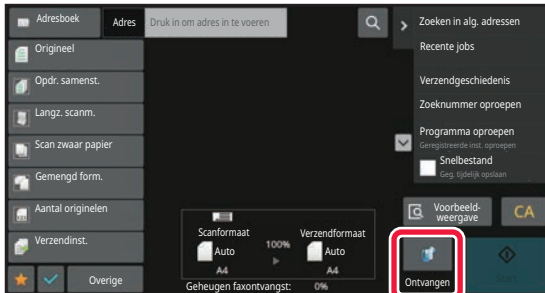 Adresboek
Adres
Druk in om adres in te voeren
Origineel
Opdr. samenst.
Langz. scanm.
Scan zwaar papier
Gemengd form.
Aantal originelen
Verzendinst.
Overige
Scanformaat
Auto
A4
100%
Verzendformaat
Auto
A4
Geheugen faxontvangst:
0%
Zoeken in alg. adressen
Recente jobs
Verzendgeschiedenis
Zoeknummer oproepen
Programma oproepen
Geregistreerde inst. oproepen
Snelbestand
Geg. tijdelijk opslaan
Voorbeeld-
weergave
CA
Ontvangen
Start